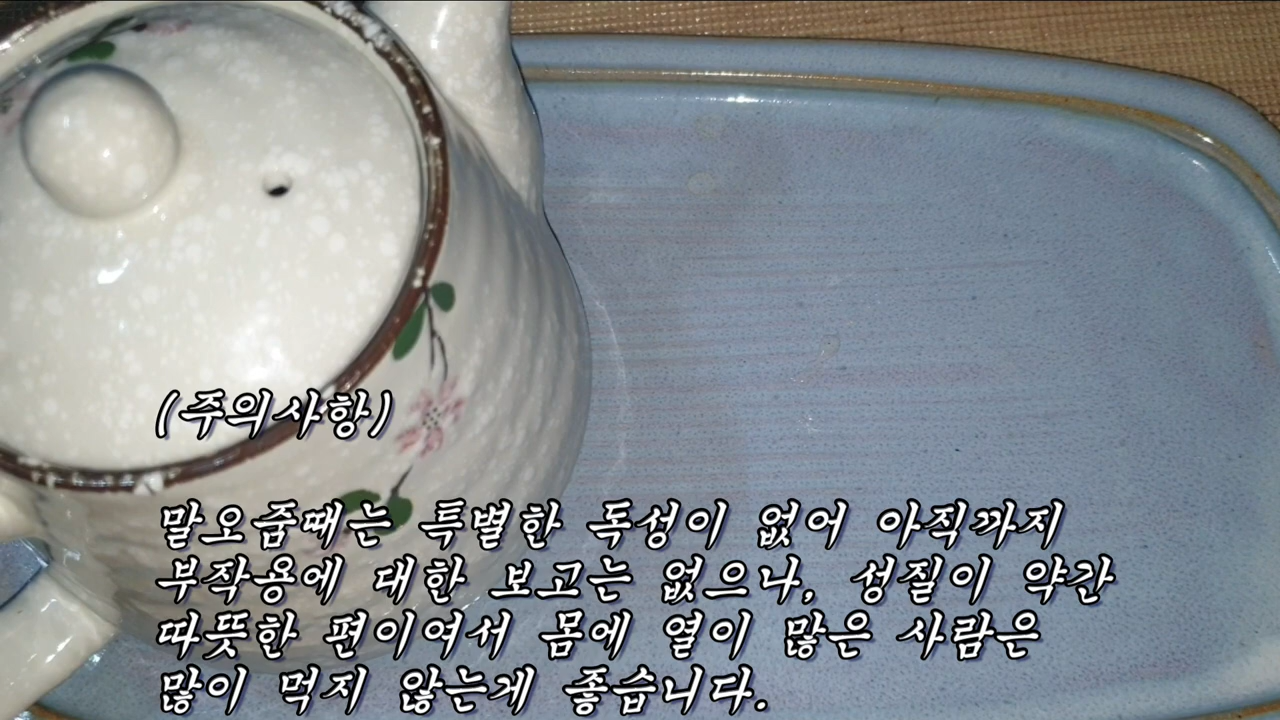 (주의사항)
말오줌때는 특별한 독성이 없어 아직까지
부작용에 대한 보고는 없으나, 성질이 약간
따뜻한 편이여서 몸에 열이 많은 사람은
많이 먹지 않는게 좋습니다.